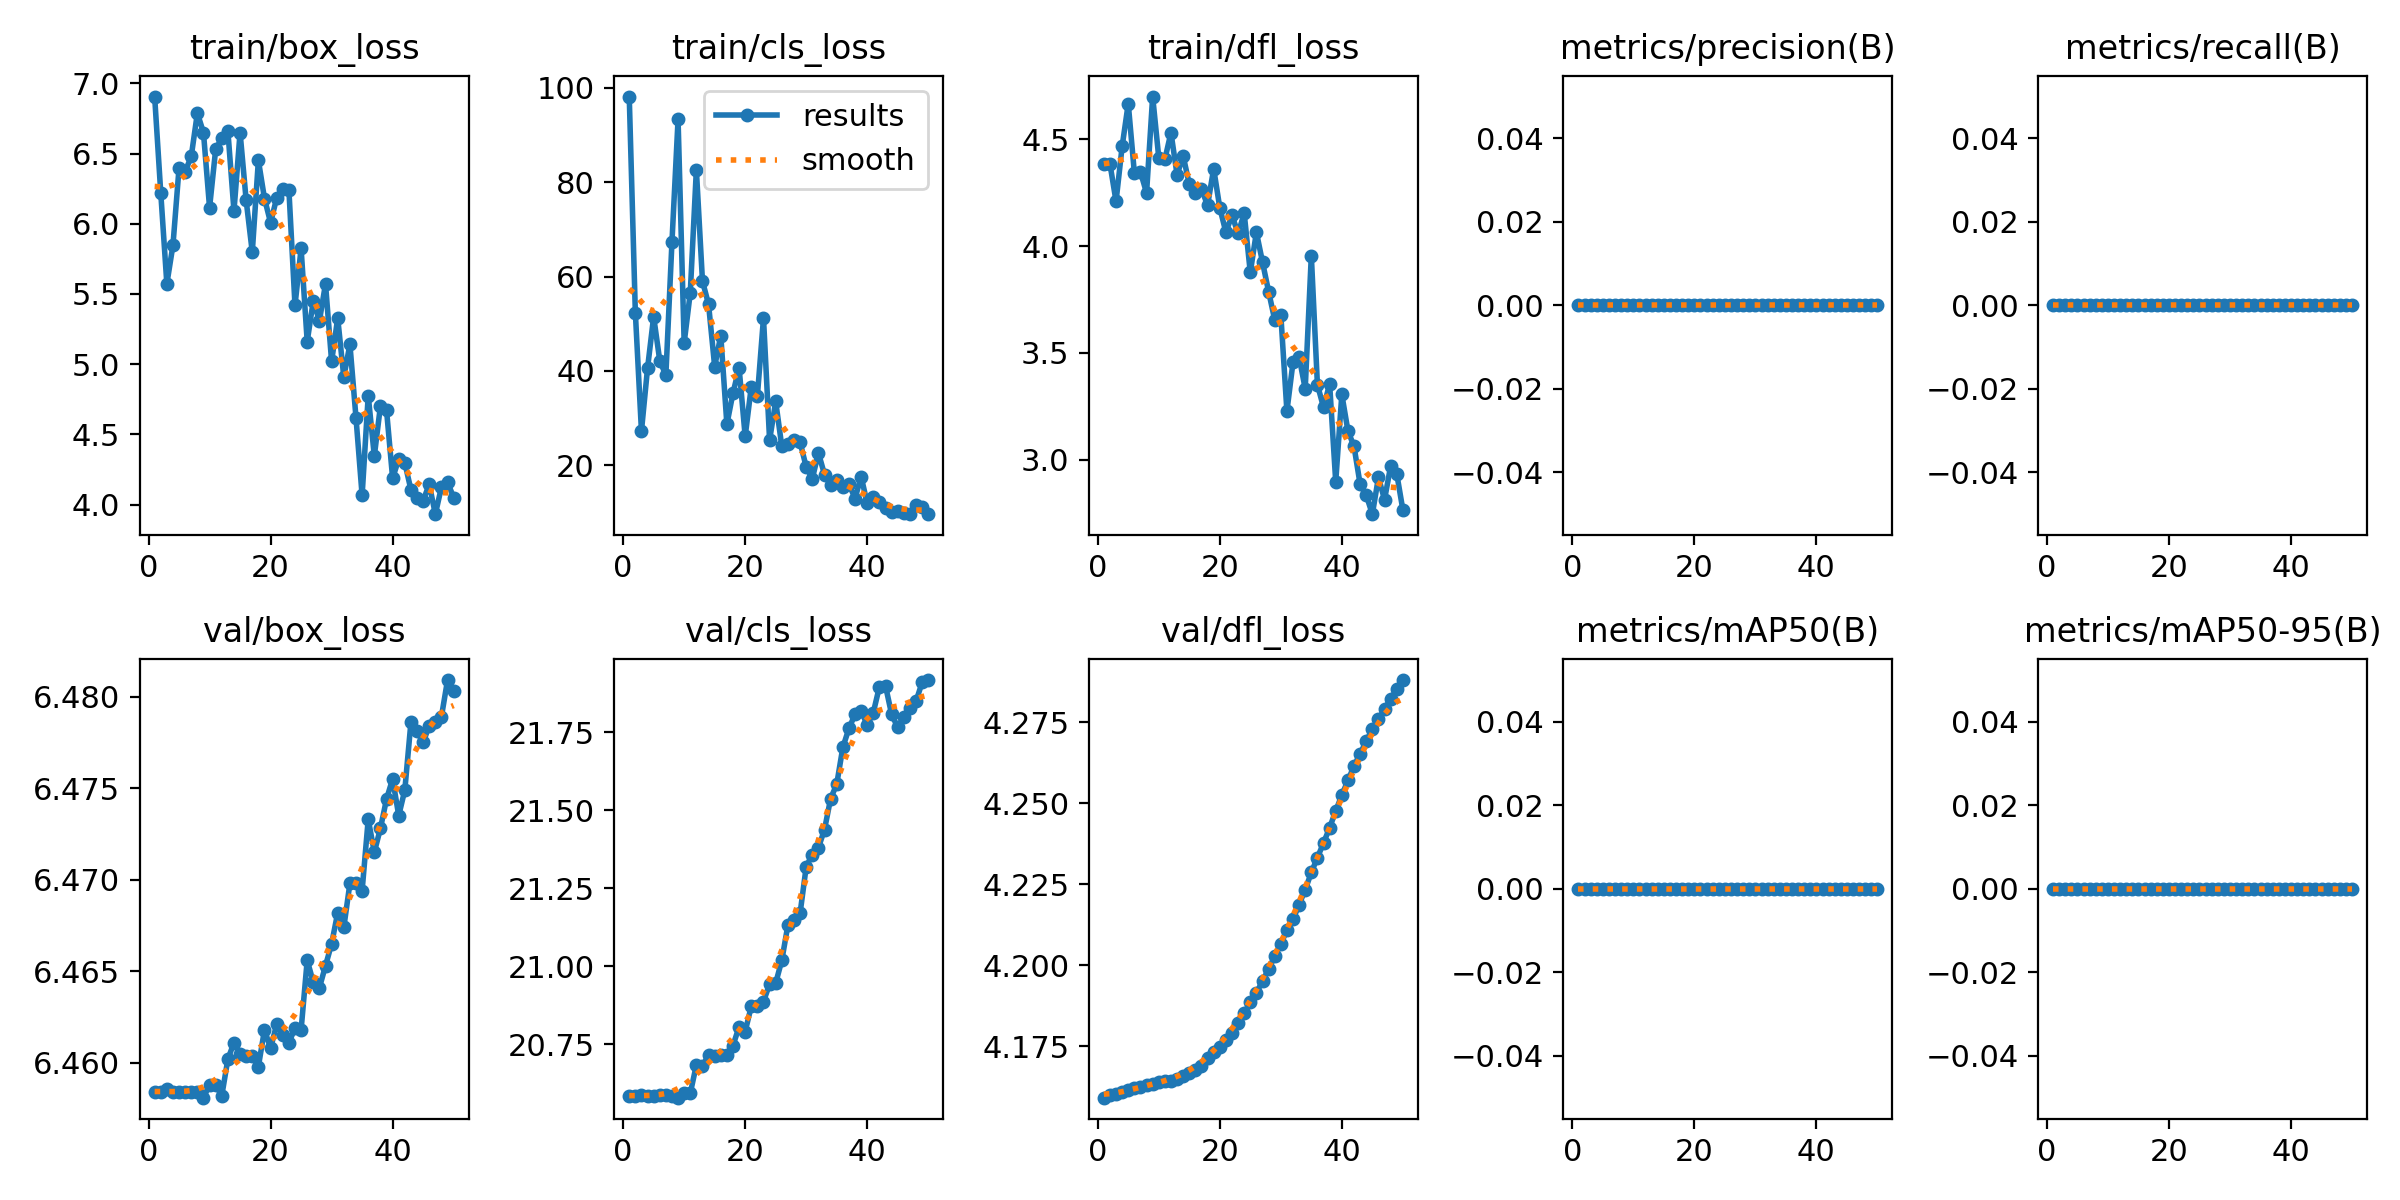 train/box_loss
7.0
6.5
6.0
5.5
5.0
4.5
4.0
0 20 40
train/cls_loss
100
80
60
40
20
results
smooth
0 20 40
train/dfl_loss
4.5
4.0
3.5
3.0
0 20 40
metrics/precision(B)
0.04
0.02
0.00
−0.02
−0.04
0 20 40
metrics/recall(B)
0.04
0.02
0.00
−0.02
−0.04
0 20 40
val/box_loss
6.480
6.475
6.470
6.465
6.460
0 20 40
val/cls_loss
21.75
21.50
21.25
21.00
20.75
0 20 40
val/dfl_loss
4.275
4.250
4.225
4.200
4.175
0 20 40
metrics/mAP50(B)
0.04
0.02
0.00
−0.02
−0.04
0 20 40
metrics/mAP50-95(B)
0.04
0.02
0.00
−0.02
−0.04
0 20 40